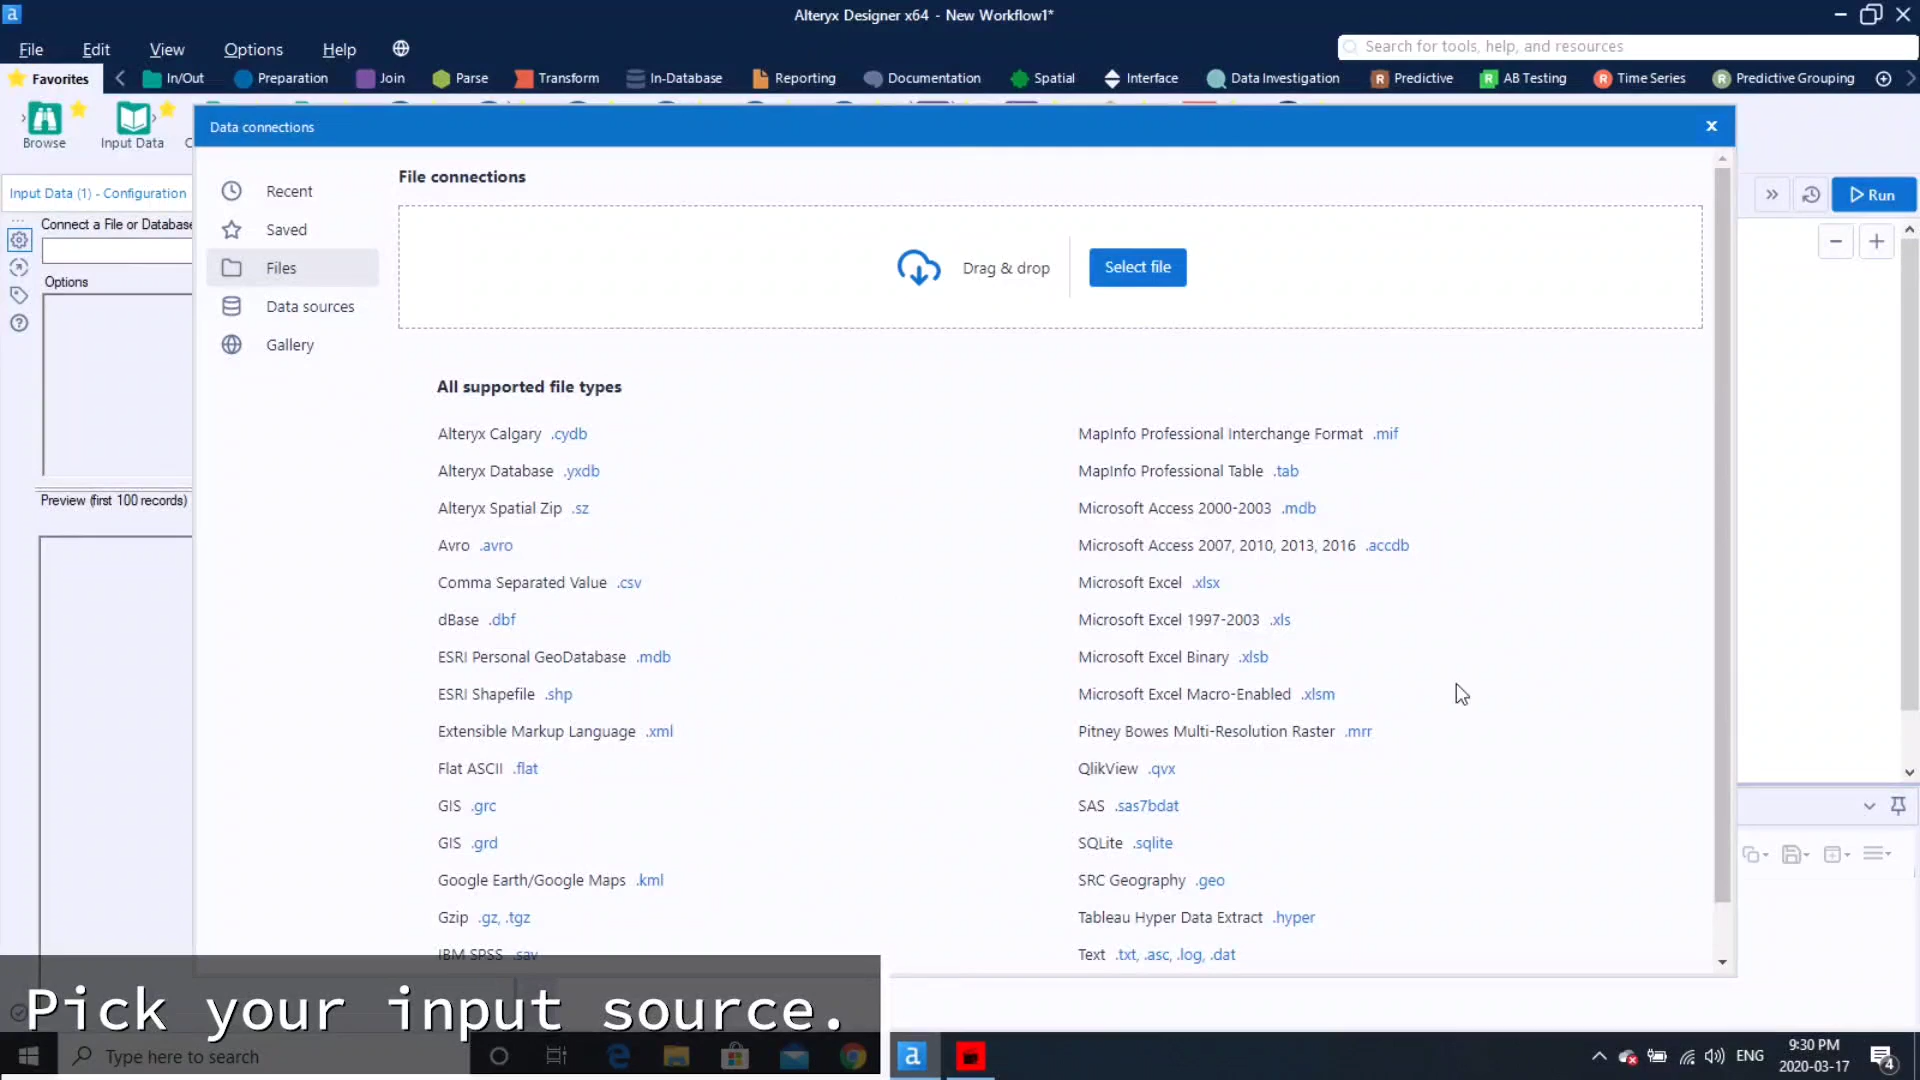 a
Alteryx Designer x64 - New Workflow1*
File Edit View Options Help
Search for tools, help, and resources
Favorites In/Out Preparation Join Parse Transform In-Database Reporting Documentation Spatial Interface Data Investigation Predictive AB Testing Time Series Predictive Grouping
Browse Input Data
Data connections
Input Data (1) - Configuration
Connect a File or Database
Options
Preview (first 100 records)
Run
Recent
Saved
Files
Data sources
Gallery
File connections
Drag & drop
Select file
All supported file types
Alteryx Calgary .cydb
Alteryx Database .yxdb
Alteryx Spatial Zip .sz
Avro .avro
Comma Separated Value .csv
dBase .dbf
ESRI Personal GeoDatabase .mdb
ESRI Shapefile .shp
Extensible Markup Language .xml
Flat ASCII .flat
GIS .grc
GIS .grd
Google Earth/Google Maps .kml
Gzip .gz, .tgz
IBM SPSS .sav
MapInfo Professional Interchange Format .mif
MapInfo Professional Table .tab
Microsoft Access 2000-2003 .mdb
Microsoft Access 2007, 2010, 2013, 2016 .accdb
Microsoft Excel .xlsx
Microsoft Excel 1997-2003 .xls
Microsoft Excel Binary .xlsb
Microsoft Excel Macro-Enabled .xlsm
Pitney Bowes Multi-Resolution Raster .mrr
QlikView .qvx
SAS .sas7bdat
SQLite .sqlite
SRC Geography .geo
Tableau Hyper Data Extract .hyper
Text .txt, .asc, .log, .dat
Pick your input source.
Type here to search
a
ENG
9:30 PM
2020-03-17
4